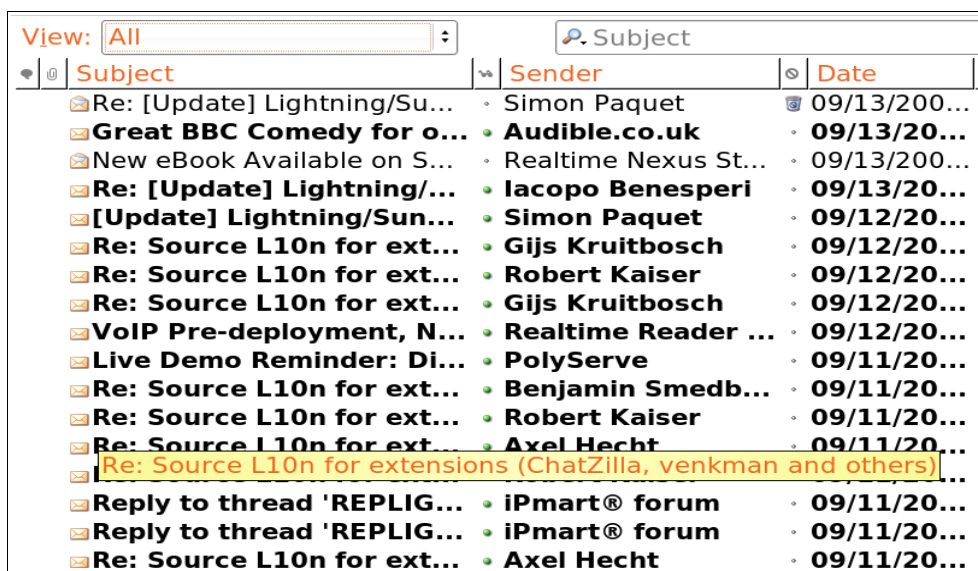 View: All Subject
Subject Sender Date
Re: [Update] Lightning/Su... Simon Paquet 09/13/200...
Great BBC Comedy for o... Audible.co.uk 09/13/20...
New eBook Available on S... Realtime Nexus St... 09/13/200...
Re: [Update] Lightning/... Iacopo Benesperi 09/13/20...
[Update] Lightning/Sun... Simon Paquet 09/12/20...
Re: Source L10n for ext... Gijs Kruitbosch 09/12/20...
Re: Source L10n for ext... Robert Kaiser 09/12/20...
Re: Source L10n for ext... Gijs Kruitbosch 09/12/20...
VoIP Pre-deployment, N... Realtime Reader ... 09/12/20...
Live Demo Reminder: Di... PolyServe 09/11/20...
Re: Source L10n for ext... Benjamin Smedb... 09/11/20...
Re: Source L10n for ext... Robert Kaiser 09/11/20...
Re: Source L10n for ext... Axel Hecht 09/11/20...
Re: Source L10n for extensions (ChatZilla, venkman and others)
Reply to thread 'REPLIG... iPmart® forum 09/11/20...
Reply to thread 'REPLIG... iPmart® forum 09/11/20...
Re: Source L10n for ext... Axel Hecht 09/11/20...